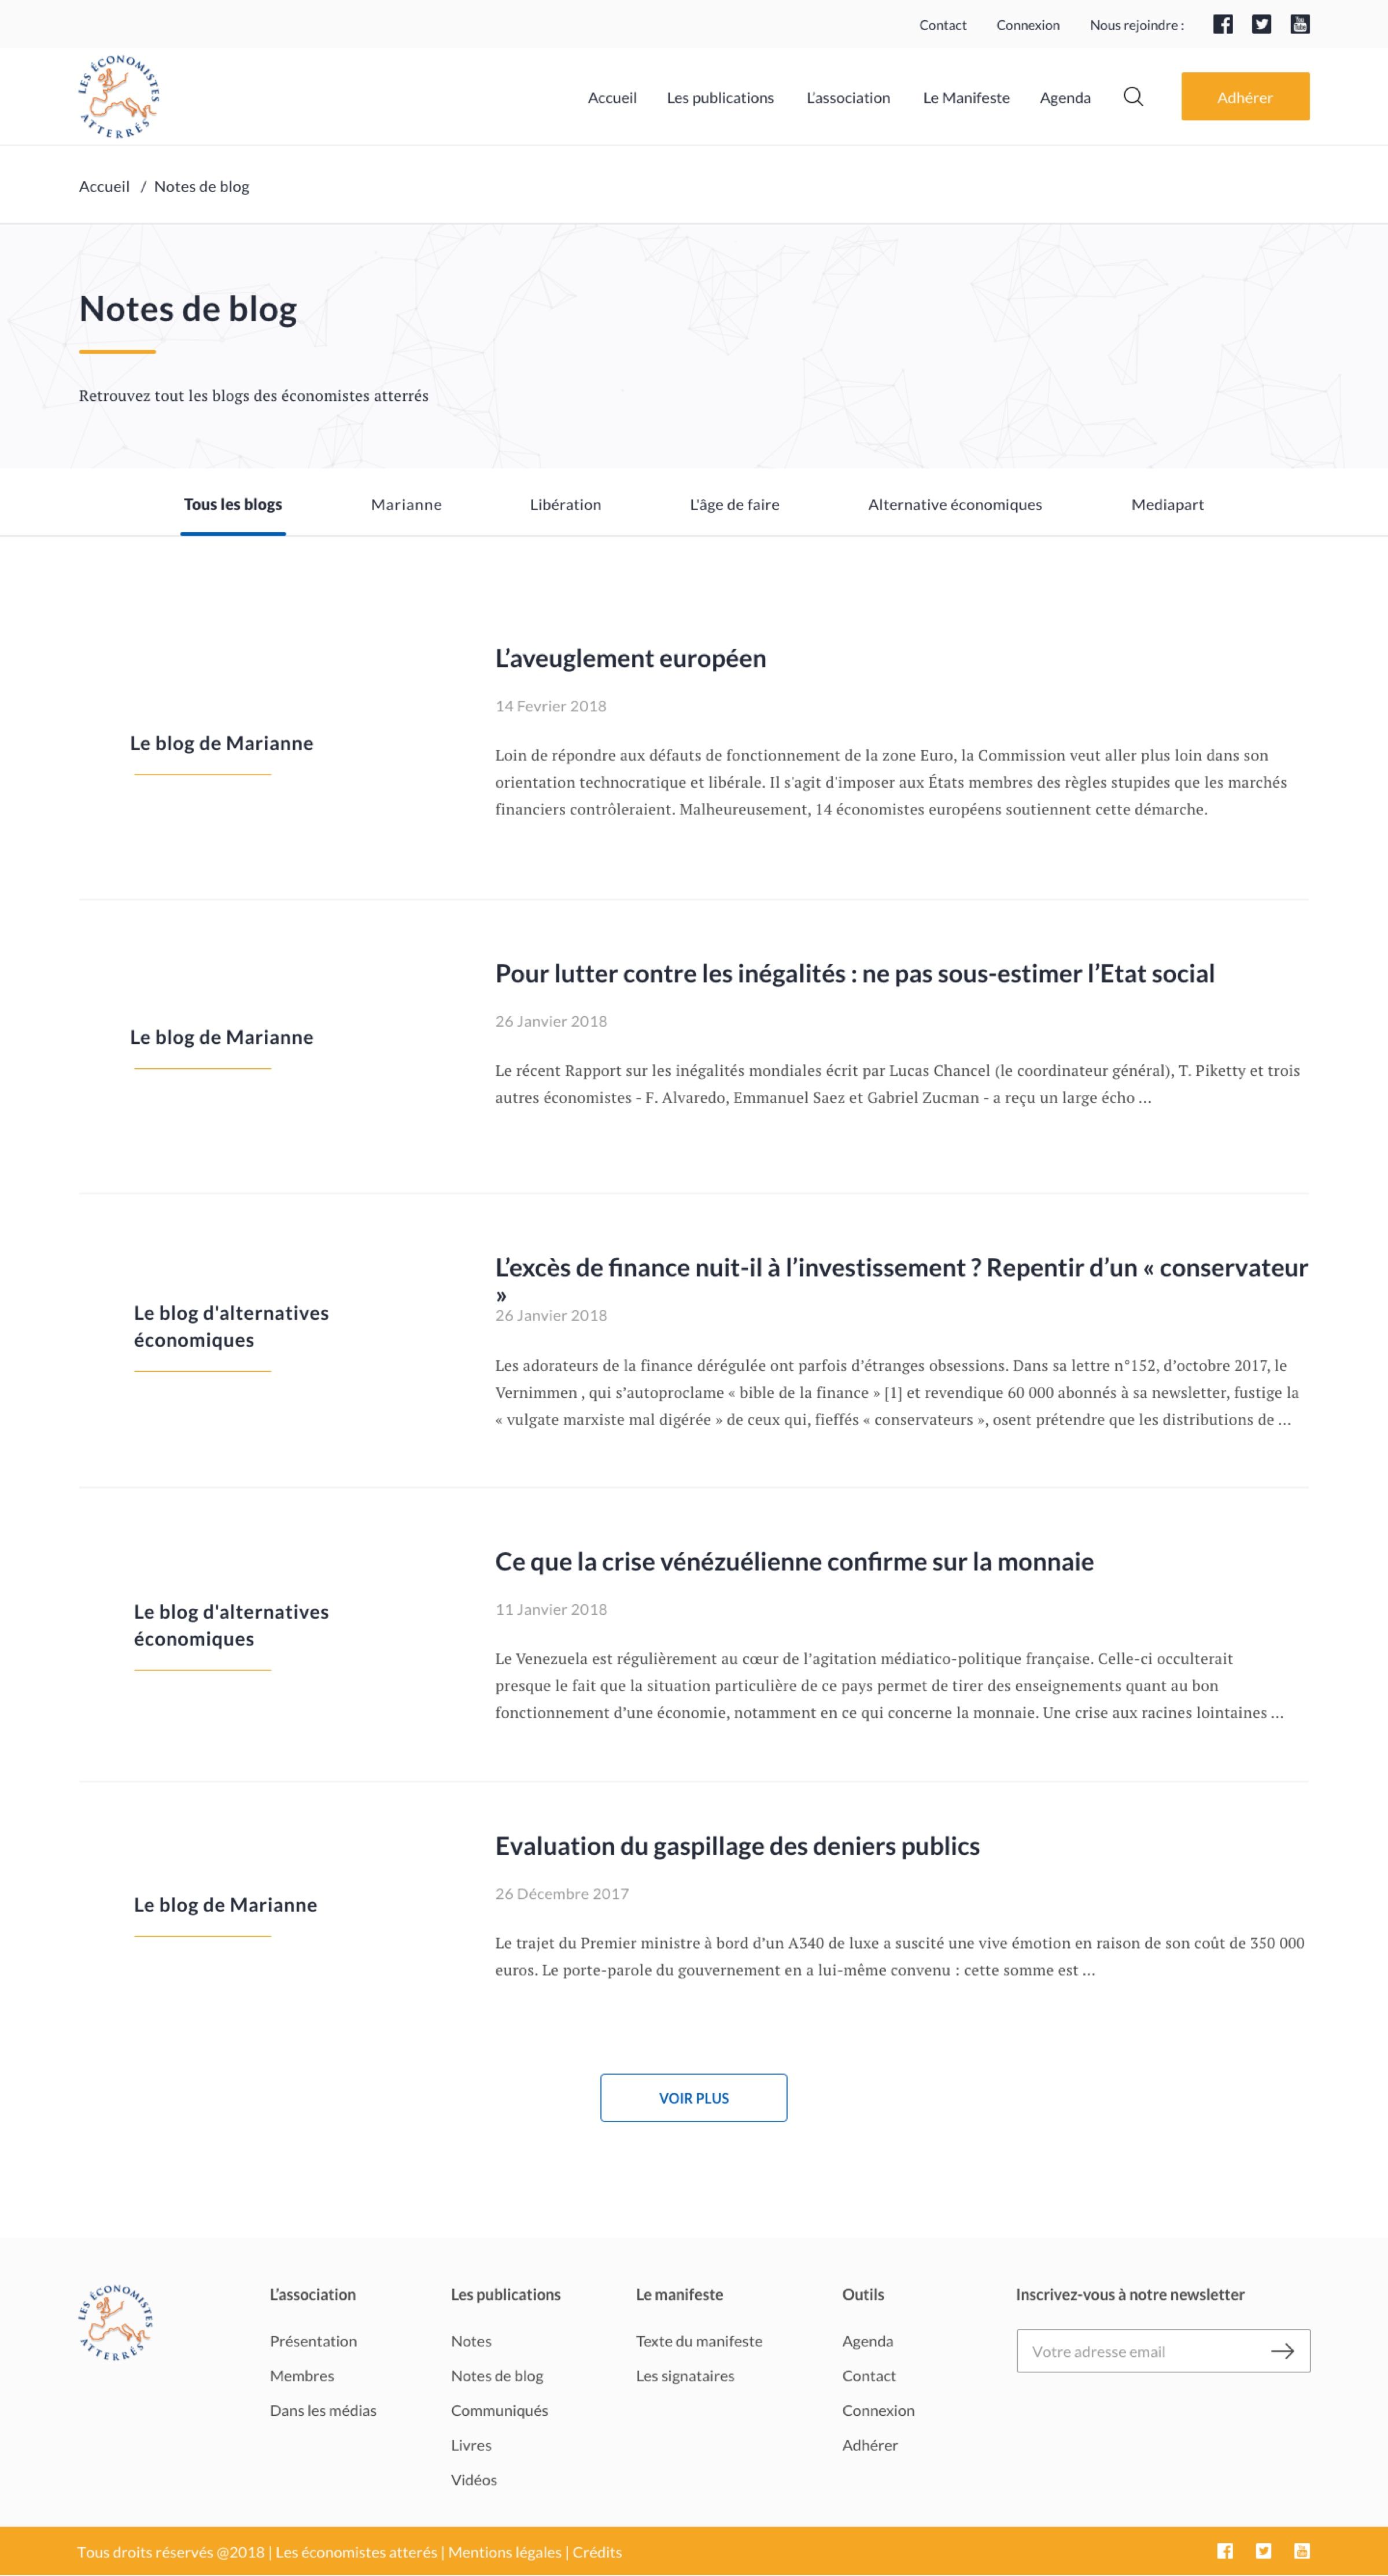 Contact Connexion Nous rejoindre :
LES ÉCONOMISTES ATTERRÉS
Accueil Les publications L’association Le Manifeste Agenda Adhérer
Accueil / Notes de blog
Notes de blog
Retrouvez tout les blogs des économistes atterrés
Tous les blogs Marianne Libération L'âge de faire Alternative économiques Mediapart
L’aveuglement européen
14 Fevrier 2018
Le blog de Marianne
Loin de répondre aux défauts de fonctionnement de la zone Euro, la Commission veut aller plus loin dans son
orientation technocratique et libérale. Il s'agit d'imposer aux États membres des règles stupides que les marchés
financiers contrôleraient. Malheureusement, 14 économistes européens soutiennent cette démarche.
Pour lutter contre les inégalités : ne pas sous-estimer l’Etat social
26 Janvier 2018
Le blog de Marianne
Le récent Rapport sur les inégalités mondiales écrit par Lucas Chancel (le coordinateur général), T. Piketty et trois
autres économistes - F. Alvaredo, Emmanuel Saez et Gabriel Zucman - a reçu un large écho ...
L’excès de finance nuit-il à l’investissement ? Repentir d’un « conservateur
»
26 Janvier 2018
Le blog d'alternatives
économiques
Les adorateurs de la finance dérégulée ont parfois d’étranges obsessions. Dans sa lettre n°152, d’octobre 2017, le
Vernimmen , qui s’autoproclame « bible de la finance » [1] et revendique 60 000 abonnés à sa newsletter, fustige la
« vulgate marxiste mal digérée » de ceux qui, fieffés « conservateurs », osent prétendre que les distributions de ...
Ce que la crise vénézuélienne confirme sur la monnaie
11 Janvier 2018
Le blog d'alternatives
économiques
Le Venezuela est régulièrement au cœur de l’agitation médiatico-politique française. Celle-ci occulterait
presque le fait que la situation particulière de ce pays permet de tirer des enseignements quant au bon
fonctionnement d’une économie, notamment en ce qui concerne la monnaie. Une crise aux racines lointaines ...
Evaluation du gaspillage des deniers publics
26 Décembre 2017
Le blog de Marianne
Le trajet du Premier ministre à bord d’un A340 de luxe a suscité une vive émotion en raison de son coût de 350 000
euros. Le porte-parole du gouvernement en a lui-même convenu : cette somme est ...
VOIR PLUS
LES ÉCONOMISTES ATTERRÉS
L’association
Présentation
Membres
Dans les médias
Les publications
Notes
Notes de blog
Communiqués
Livres
Vidéos
Le manifeste
Texte du manifeste
Les signataires
Outils
Agenda
Contact
Connexion
Adhérer
Inscrivez-vous à notre newsletter
Votre adresse email
Tous droits réservés @2018 | Les économistes atterés | Mentions légales | Crédits